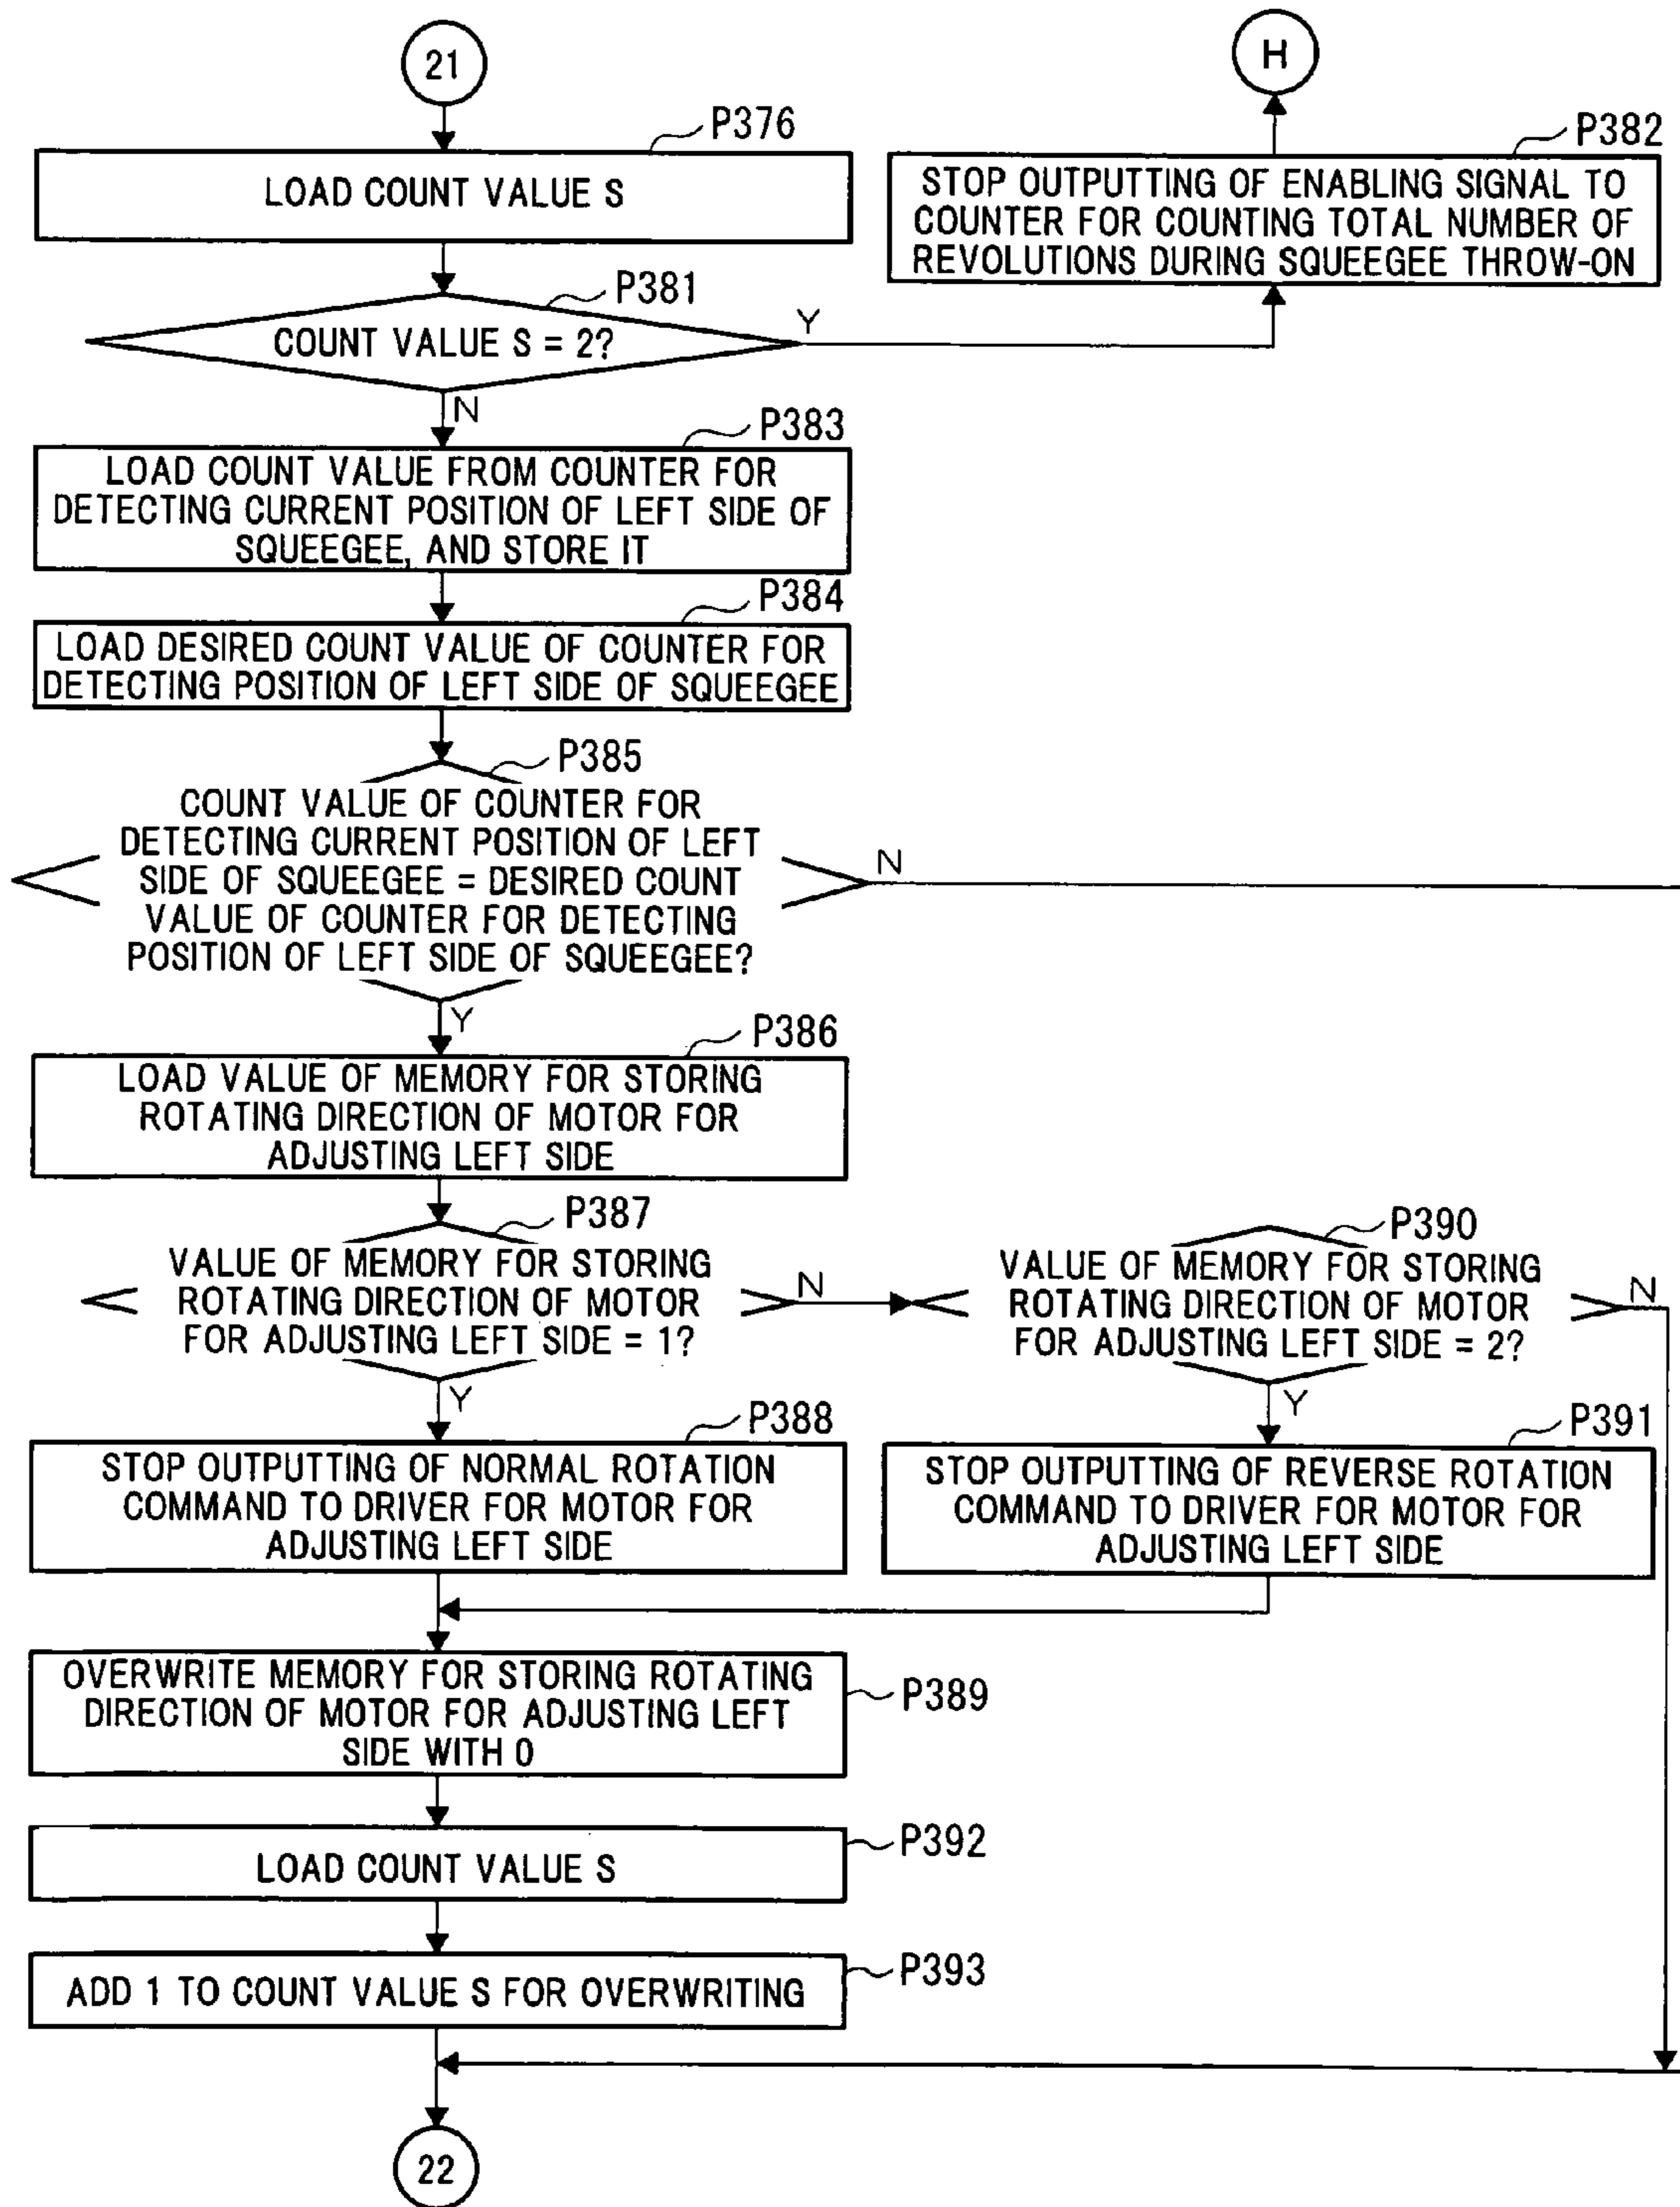 21
H
P376
LOAD COUNT VALUE S
P382
STOP OUTPUTTING OF ENABLING SIGNAL TO
COUNTER FOR COUNTING TOTAL NUMBER OF
REVOLUTIONS DURING SQUEEGEE THROW-ON
P381
COUNT VALUE S = 2?
Y
N
P383
LOAD COUNT VALUE FROM COUNTER FOR
DETECTING CURRENT POSITION OF LEFT SIDE OF
SQUEEGEE, AND STORE IT
P384
LOAD DESIRED COUNT VALUE OF COUNTER FOR
DETECTING POSITION OF LEFT SIDE OF SQUEEGEE
P385
COUNT VALUE OF COUNTER FOR
DETECTING CURRENT POSITION OF LEFT
SIDE OF SQUEEGEE = DESIRED COUNT
VALUE OF COUNTER FOR DETECTING
POSITION OF LEFT SIDE OF SQUEEGEE?
N
Y
P386
LOAD VALUE OF MEMORY FOR STORING
ROTATING DIRECTION OF MOTOR FOR
ADJUSTING LEFT SIDE
P387
VALUE OF MEMORY FOR STORING
ROTATING DIRECTION OF MOTOR
FOR ADJUSTING LEFT SIDE = 1?
N
Y
P390
VALUE OF MEMORY FOR STORING
ROTATING DIRECTION OF MOTOR
FOR ADJUSTING LEFT SIDE = 2?
N
Y
P388
STOP OUTPUTTING OF NORMAL ROTATION
COMMAND TO DRIVER FOR MOTOR FOR
ADJUSTING LEFT SIDE
P391
STOP OUTPUTTING OF REVERSE ROTATION
COMMAND TO DRIVER FOR MOTOR FOR
ADJUSTING LEFT SIDE
OVERWRITE MEMORY FOR STORING ROTATING
DIRECTION OF MOTOR FOR ADJUSTING LEFT
SIDE WITH 0
P389
LOAD COUNT VALUE S
P392
ADD 1 TO COUNT VALUE S FOR OVERWRITING
P393
22